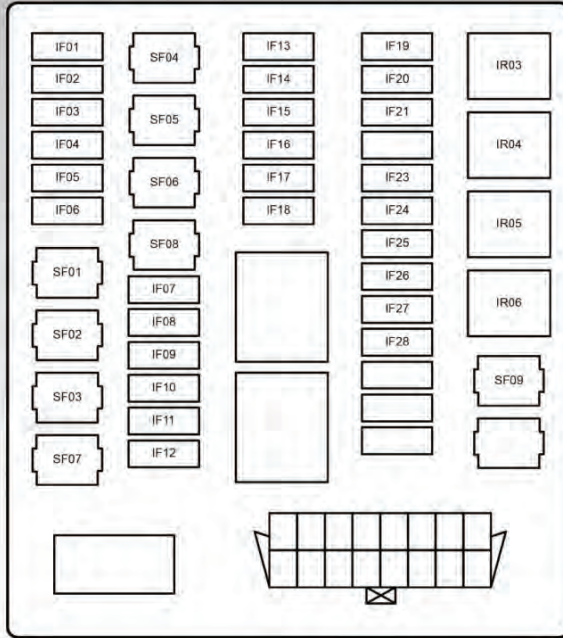 IF01
IF02
IF03
IF04
IF05
IF06
SF01
SF02
SF03
SF07
SF04
SF05
SF06
SF08
IF07
IF08
IF09
IF10
IF11
IF12
IF13
IF14
IF15
IF16
IF17
IF18
IF19
IF20
IF21
IF23
IF24
IF25
IF26
IF27
IF28
IR03
IR04
IR05
IR06
SF09